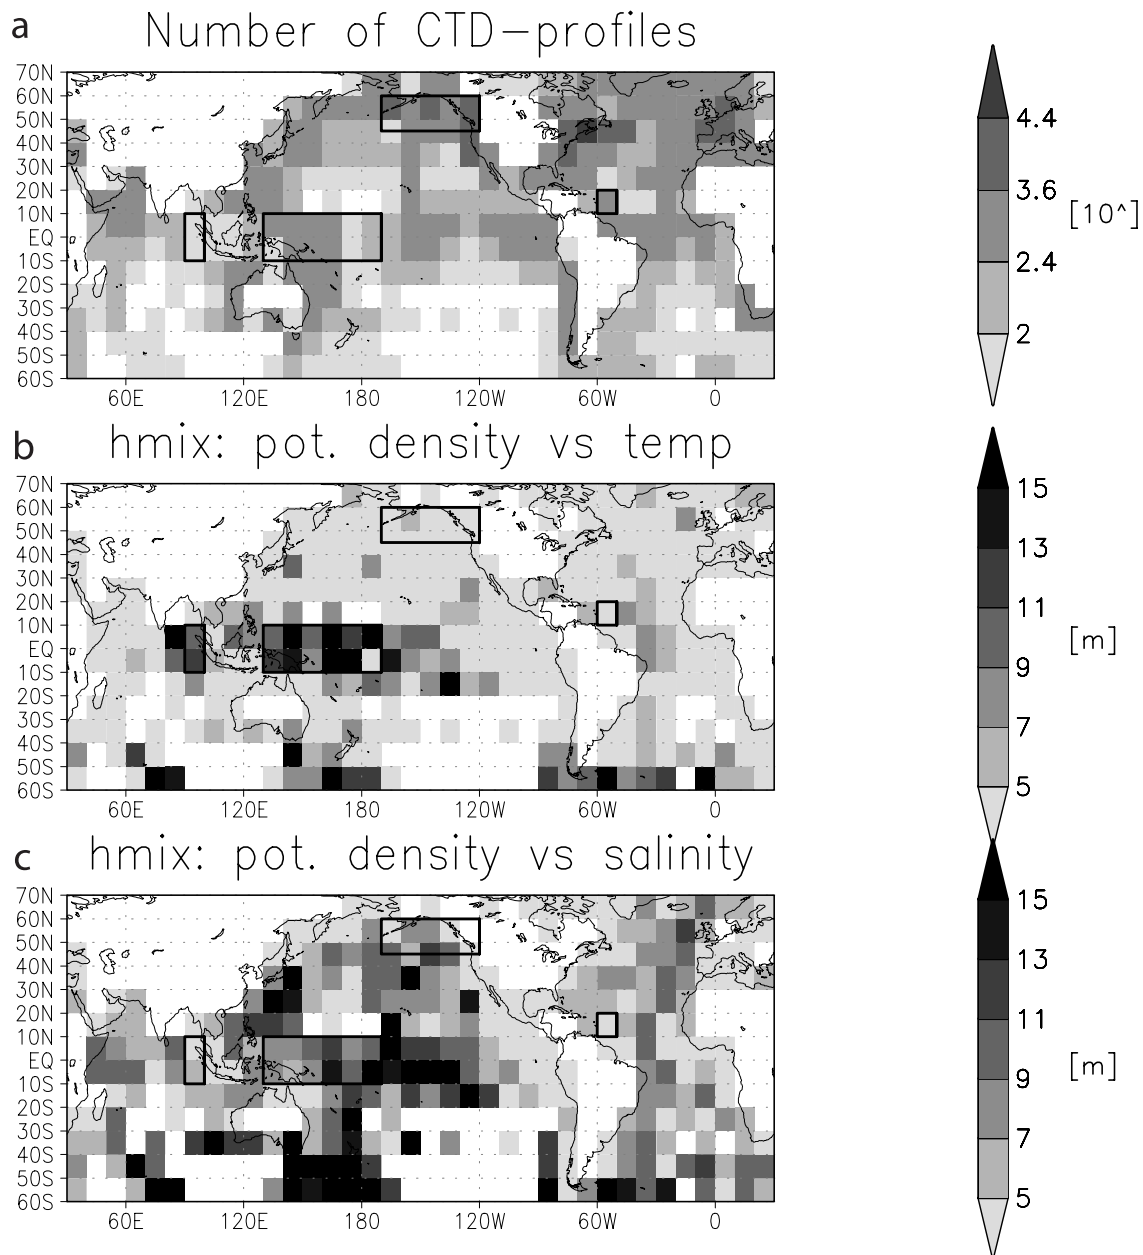 a
Number of CTD-profiles
70N
60N
50N
40N
30N
20N
10N
EQ
10S
20S
30S
40S
50S
60S
60E 120E 180 120W 60W 0
4.4
3.6
2.4
2
[10^]
b
hmix: pot. density vs temp
70N
60N
50N
40N
30N
20N
10N
EQ
10S
20S
30S
40S
50S
60S
60E 120E 180 120W 60W 0
15
13
11
9
7
5
[m]
c
hmix: pot. density vs salinity
70N
60N
50N
40N
30N
20N
10N
EQ
10S
20S
30S
40S
50S
60S
60E 120E 180 120W 60W 0
15
13
11
9
7
5
[m]